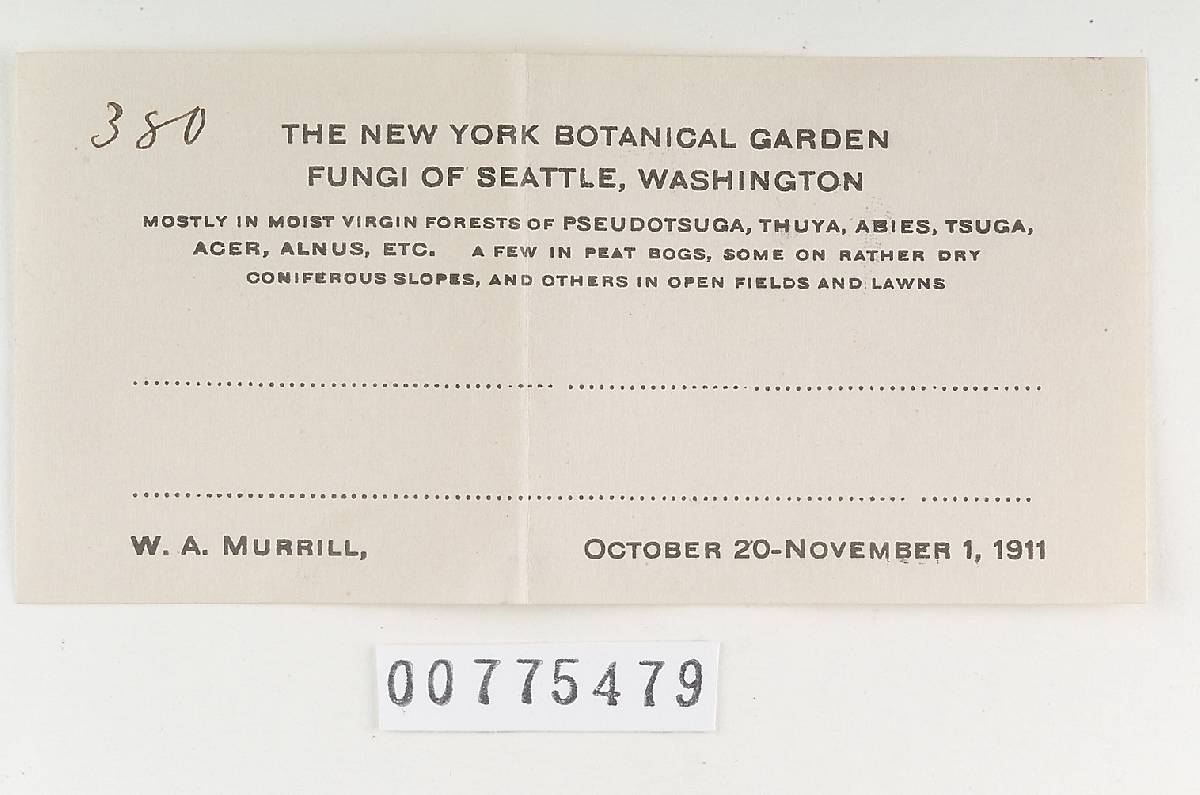 380
THE NEW YORK BOTANICAL GARDEN
FUNGI OF SEATTLE, WASHINGTON
MOSTLY IN MOIST VIRGIN FORESTS OF PSEUDOTSUGA, THUYA, ABIES, TSUGA,
ACER, ALNUS, ETC. A FEW IN PEAT BOGS, SOME ON RATHER DRY
CONIFEROUS SLOPES, AND OTHERS IN OPEN FIELDS AND LAWNS
W. A. MURRILL, OCTOBER 20-NOVEMBER 1, 1911
00775479